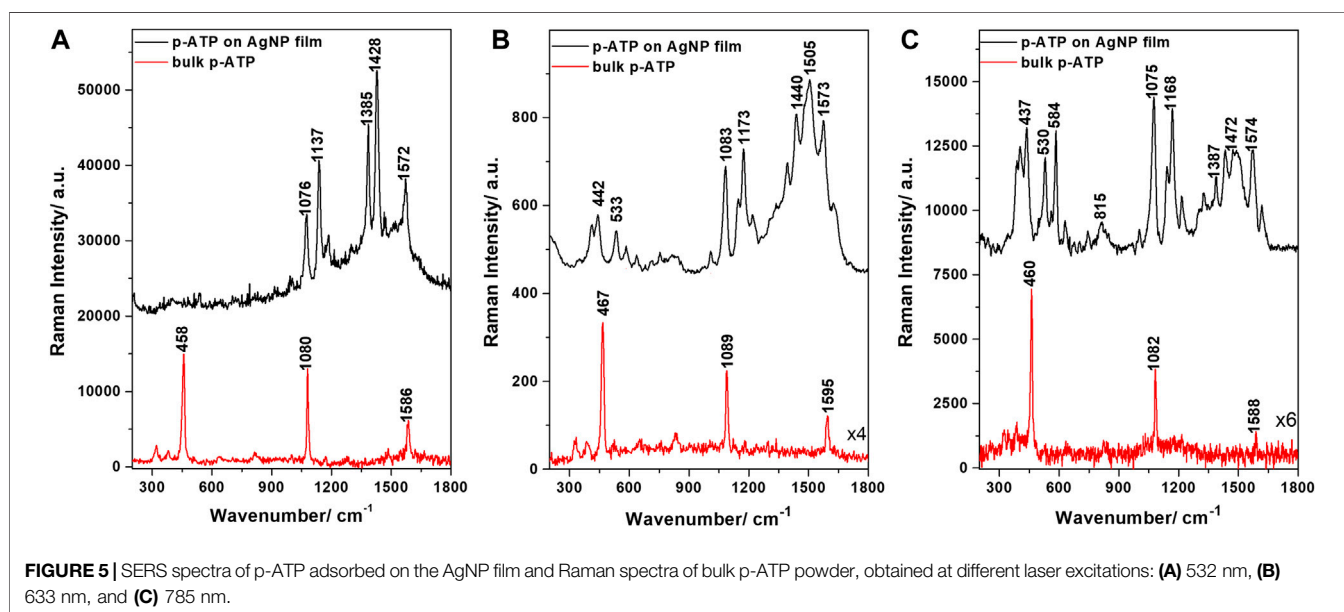 A
p-ATP on AgNP film
bulk p-ATP
Raman Intensity/ a.u.
50000
40000
30000
20000
10000
0
1076
1137
1385
1428
1572
458
1080
1586
300 600 900 1200 1500 1800
Wavenumber/ cm⁻¹
B
p-ATP on AgNP film
bulk p-ATP
Raman Intensity/ a.u.
800
600
400
200
0
442
533
1083
1173
1440
1505
1573
467
1089
1595
x4
300 600 900 1200 1500 1800
Wavenumber/ cm⁻¹
C
p-ATP on AgNP film
bulk p-ATP
Raman Intensity/ a.u.
15000
12500
10000
7500
5000
2500
0
437
530
584
815
1075
1168
1387
1472
1574
460
1082
1588
x6
300 600 900 1200 1500 1800
Wavenumber/ cm⁻¹
FIGURE 5 | SERS spectra of p-ATP adsorbed on the AgNP film and Raman spectra of bulk p-ATP powder, obtained at different laser excitations: (A) 532 nm, (B)
633 nm, and (C) 785 nm.